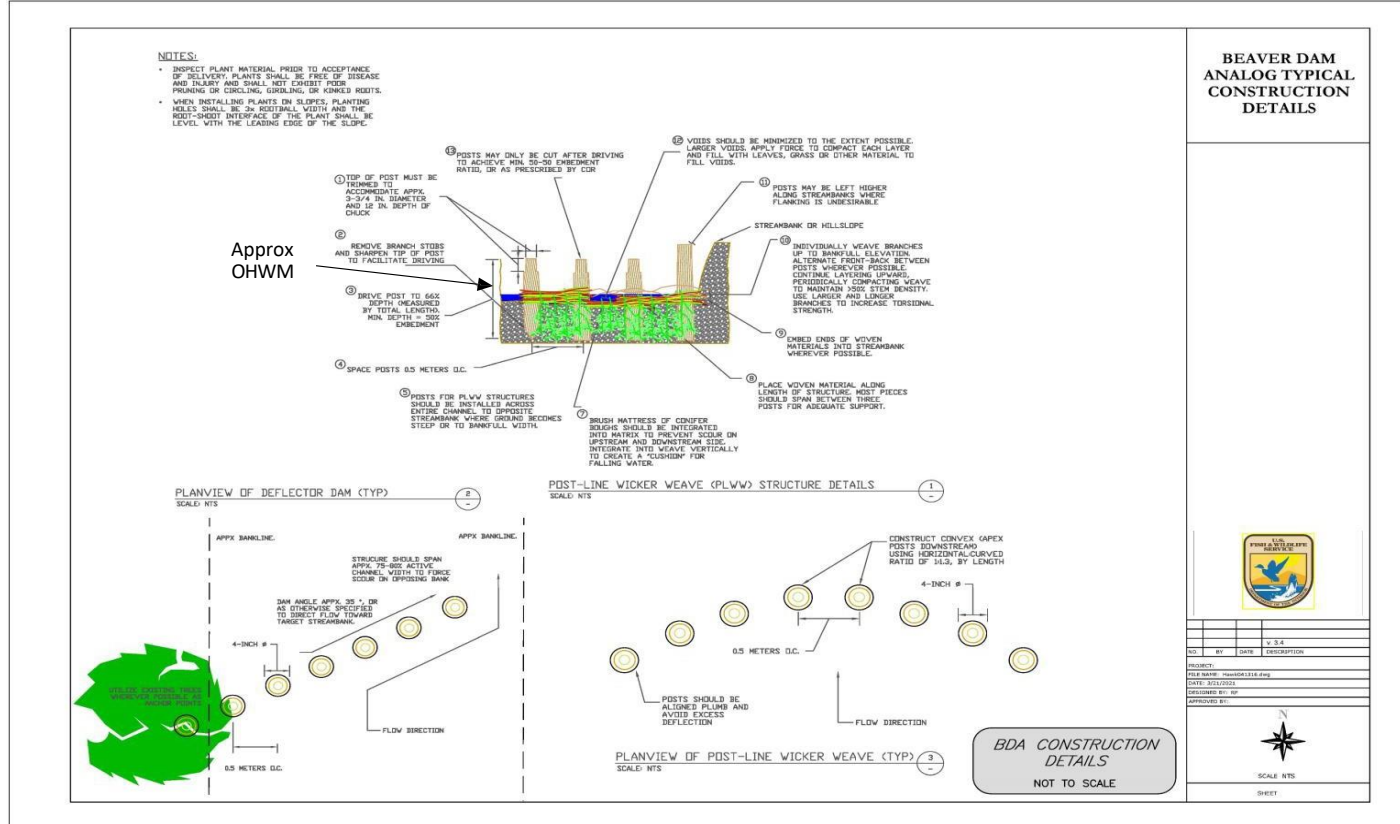 NOTES:
• INSPECT PLANT MATERIAL PRIOR TO ACCEPTANCE
OF DELIVERY. PLANTS SHALL BE FREE OF DISEASE
AND INJURY AND SHALL NOT EXHIBIT POOR
PRUNING OR CIRCLING, GIRDLING, OR KINKED ROOTS.
• WHEN INSTALLING PLANTS ON SLOPES, PLANTING
HOLES SHALL BE 3x ROOTBALL WIDTH AND THE
ROOT-SHOOT INTERFACE OF THE PLANT SHALL BE
LEVEL WITH THE LEADING EDGE OF THE SLOPE.
13 POSTS MAY ONLY BE CUT AFTER DRIVING
TO ACHIEVE MIN. 50-50 EMBEDMENT
RATIO, OR AS PRESCRIBED BY COR
12 VOIDS SHOULD BE MINIMIZED TO THE EXTENT POSSIBLE.
LARGER VOIDS. APPLY FORCE TO COMPACT EACH LAYER
AND FILL WITH LEAVES, GRASS OR OTHER MATERIAL TO
FILL VOIDS.
1 TOP OF POST MUST BE
TRIMMED TO
ACCOMMODATE APPX.
3-3/4 IN. DIAMETER
AND 12 IN. DEPTH OF
CHUCK
11 POSTS MAY BE LEFT HIGHER
ALONG STREAMBANKS WHERE
FLANKING IS UNDESIRABLE
STREAMBANK OR HILLSLOPE
Approx
OHWM
2
REMOVE BRANCH STOBS
AND SHARPEN TIP OF POST
TO FACILITATE DRIVING
10
INDIVIDUALLY WEAVE BRANCHES
UP TO BANKFULL ELEVATION.
ALTERNATE FRONT-BACK BETWEEN
POSTS WHEREVER POSSIBLE.
CONTINUE LAYERING UPWARD,
PERIODICALLY COMPACTING WEAVE
TO MAINTAIN >50% STEM DENSITY.
USE LARGER AND LONGER
BRANCHES TO INCREASE TORSIONAL
STRENGTH.
3 DRIVE POST TO 66%
DEPTH (MEASURED
BY TOTAL LENGTH).
MIN. DEPTH = 50%
EMBEDMENT
9
EMBED ENDS OF WOVEN
MATERIALS INTO STREAMBANK
WHEREVER POSSIBLE.
4 SPACE POSTS 0.5 METERS O.C.
8
PLACE WOVEN MATERIAL ALONG
LENGTH OF STRUCTURE. MOST PIECES
SHOULD SPAN BETWEEN THREE
POSTS FOR ADEQUATE SUPPORT.
5 POSTS FOR PLWW STRUCTURES
SHOULD BE INSTALLED ACROSS
ENTIRE CHANNEL TO OPPOSITE
STREAMBANK WHERE GROUND BECOMES
STEEP OR TO BANKFULL WIDTH.
7
BRUSH MATTRESS OF CONIFER
BOUGHS SHOULD BE INTEGRATED
INTO MATRIX TO PREVENT SCOUR ON
UPSTREAM AND DOWNSTREAM SIDE.
INTEGRATE INTO WEAVE VERTICALLY
TO CREATE A "CUSHION" FOR
FALLING WATER.
PLANVIEW OF DEFLECTOR DAM (TYP) 2
SCALE: NTS -
POST-LINE WICKER WEAVE (PLWW) STRUCTURE DETAILS 1
SCALE: NTS -
APPX BANKLINE.
APPX BANKLINE.
STRUCURE SHOULD SPAN
APPX. 75-80% ACTIVE
CHANNEL WIDTH TO FORCE
SCOUR ON OPPOSING BANK
DAM ANGLE APPX. 35 °, OR
AS OTHERWISE SPECIFIED
TO DIRECT FLOW TOWARD
TARGET STREAMBANK.
4-INCH ø
UTILIZE EXISTING TREES
WHEREVER POSSIBLE AS
ANCHOR POINTS
FLOW DIRECTION
0.5 METERS O.C.
CONSTRUCT CONVEX (APEX
POSTS DOWNSTREAM)
USING HORIZONTAL:CURVED
RATIO OF 1:1.3, BY LENGTH
4-INCH ø
0.5 METERS O.C.
POSTS SHOULD BE
ALIGNED PLUMB AND
AVOID EXCESS
DEFLECTION
FLOW DIRECTION
PLANVIEW OF POST-LINE WICKER WEAVE (TYP) 3
SCALE: NTS -
BDA CONSTRUCTION
DETAILS
NOT TO SCALE
BEAVER DAM
ANALOG TYPICAL
CONSTRUCTION
DETAILS
U.S.
FISH & WILDLIFE
SERVICE
v. 3.4
NO. BY DATE DESCRIPTION
PROJECT:
DATE: 3/21/2021
DESIGNED BY: RF
APPROVED BY:
N
SCALE NTS
SHEET